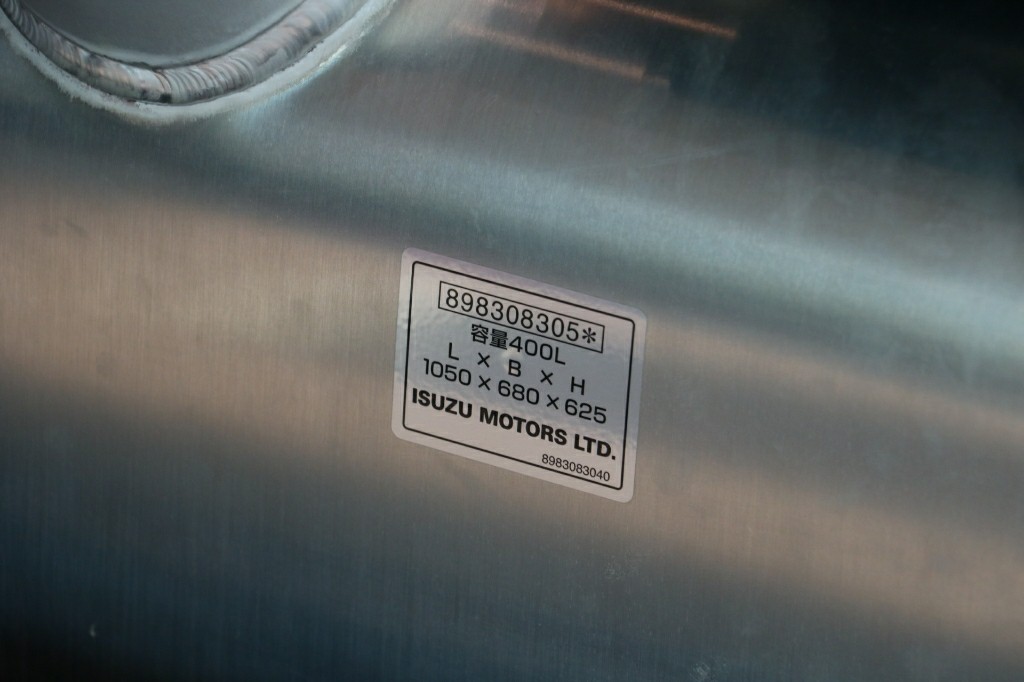 898308305*
容量400L
L × B × H
1050×680×625
ISUZU MOTORS LTD.
8983083040